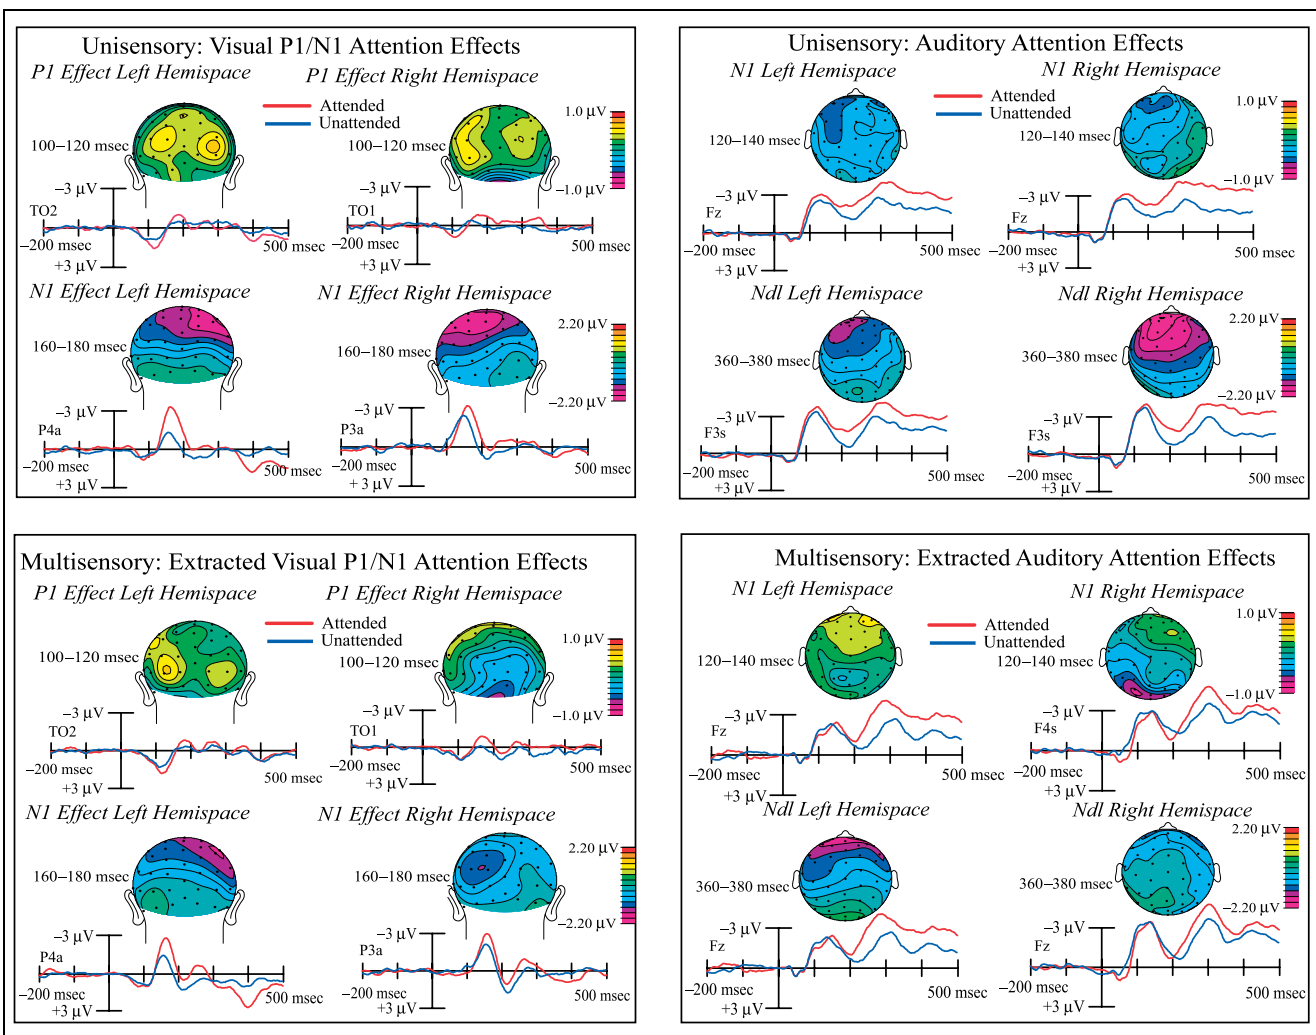 Unisensory: Visual P1/N1 Attention Effects
P1 Effect Left Hemispace
P1 Effect Right Hemispace
Attended
Unattended
100–120 msec
100–120 msec
1.0 µV
−1.0 µV
−3 µV
TO2
−200 msec
+3 µV
500 msec
−3 µV
TO1
−200 msec
+3 µV
500 msec
N1 Effect Left Hemispace
N1 Effect Right Hemispace
160–180 msec
160–180 msec
2.20 µV
−2.20 µV
−3 µV
P4a
−200 msec
+3 µV
500 msec
−3 µV
P3a
−200 msec
+3 µV
500 msec
Unisensory: Auditory Attention Effects
N1 Left Hemispace
N1 Right Hemispace
Attended
Unattended
120–140 msec
120–140 msec
1.0 µV
−1.0 µV
−3 µV
Fz
−200 msec
+3 µV
500 msec
−3 µV
Fz
−200 msec
+3 µV
500 msec
Ndl Left Hemispace
Ndl Right Hemispace
360–380 msec
360–380 msec
2.20 µV
−2.20 µV
−3 µV
F3s
−200 msec
+3 µV
500 msec
−3 µV
F3s
−200 msec
+3 µV
500 msec
Multisensory: Extracted Visual P1/N1 Attention Effects
P1 Effect Left Hemispace
P1 Effect Right Hemispace
Attended
Unattended
100–120 msec
100–120 msec
1.0 µV
−1.0 µV
−3 µV
TO2
−200 msec
+3 µV
500 msec
−3 µV
TO1
−200 msec
+3 µV
500 msec
N1 Effect Left Hemispace
N1 Effect Right Hemispace
160–180 msec
160–180 msec
2.20 µV
−2.20 µV
−3 µV
P4a
−200 msec
+3 µV
500 msec
−3 µV
P3a
−200 msec
+3 µV
500 msec
Multisensory: Extracted Auditory Attention Effects
N1 Left Hemispace
N1 Right Hemispace
Attended
Unattended
120–140 msec
120–140 msec
1.0 µV
−1.0 µV
−3 µV
Fz
−200 msec
+3 µV
500 msec
−3 µV
F4s
−200 msec
+3 µV
500 msec
Ndl Left Hemispace
Ndl Right Hemispace
360–380 msec
360–380 msec
2.20 µV
−2.20 µV
−3 µV
Fz
−200 msec
+3 µV
500 msec
−3 µV
Fz
−200 msec
+3 µV
500 msec